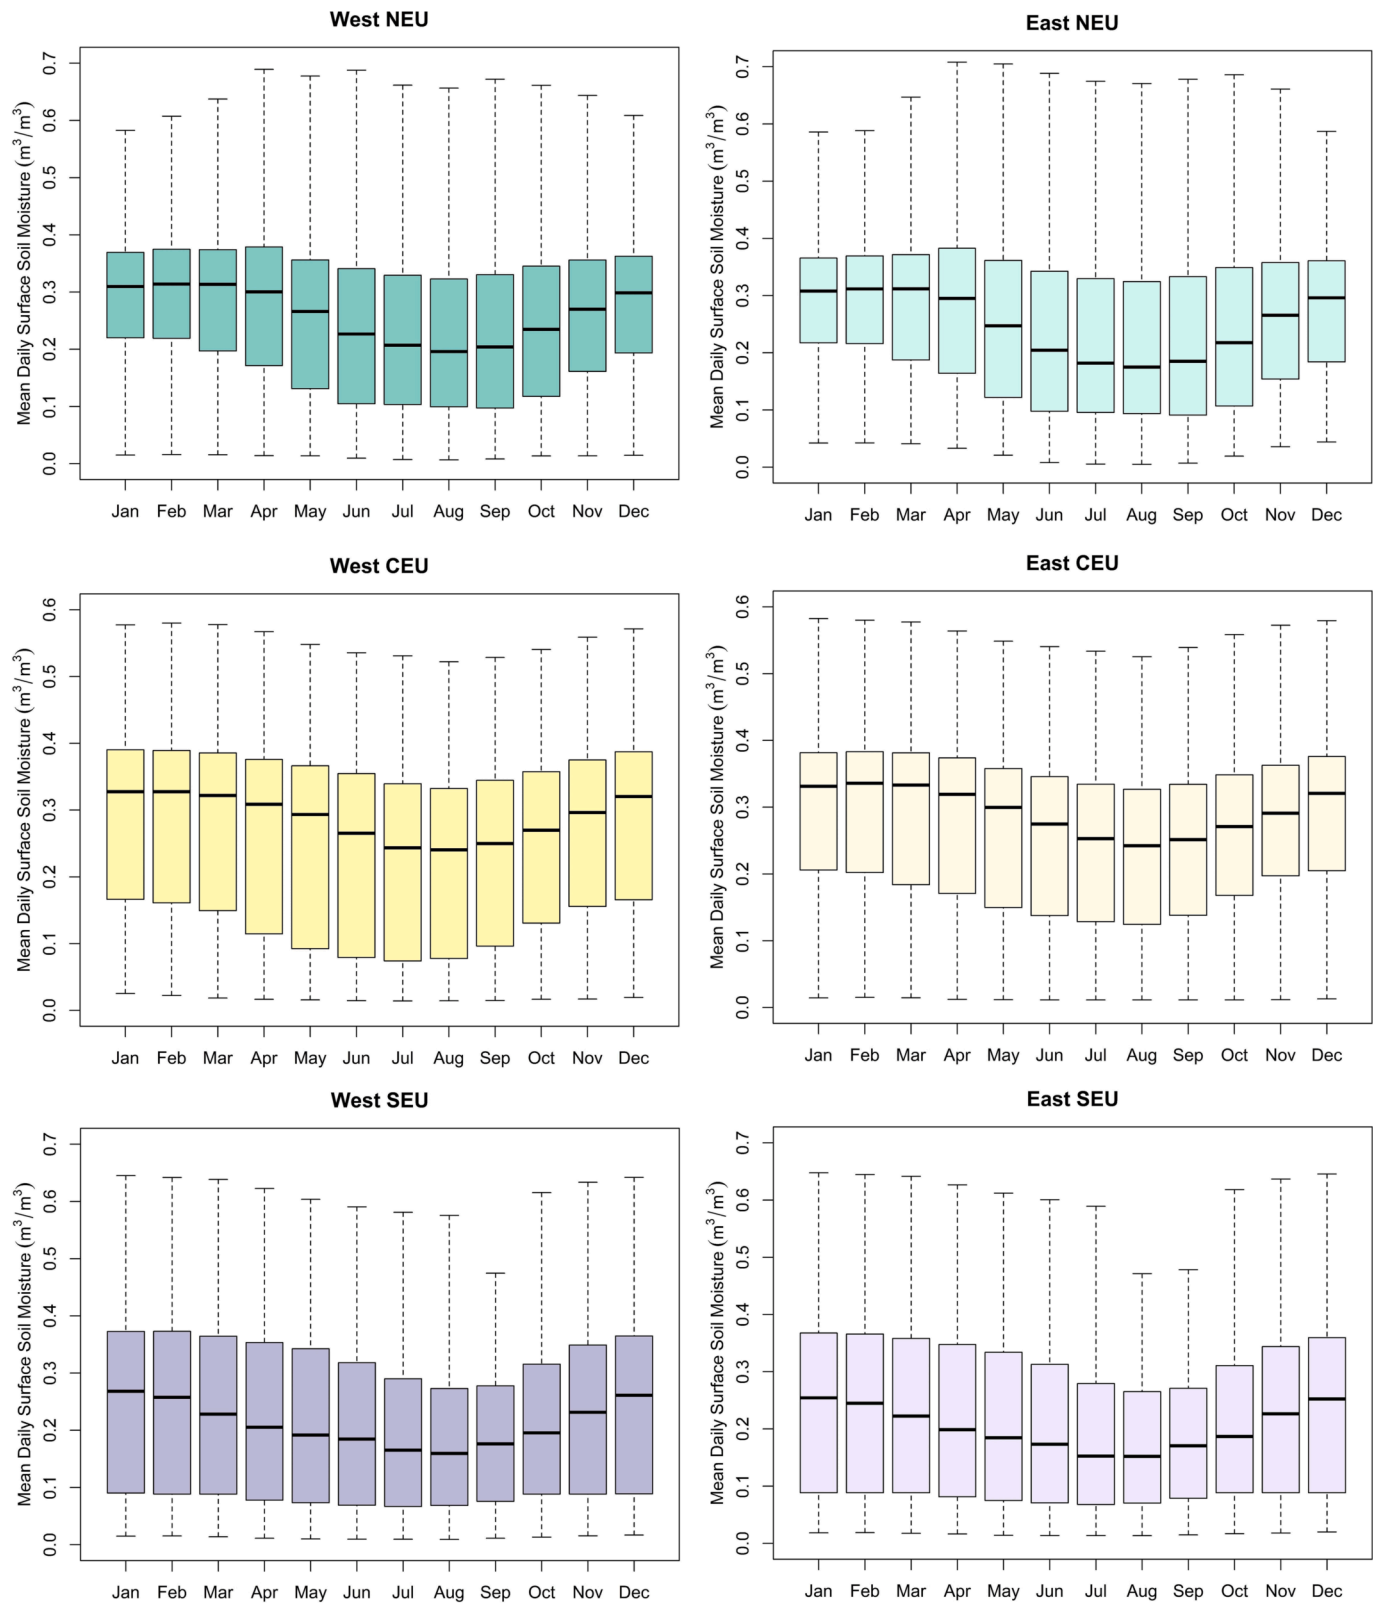 West NEU
Mean Daily Surface Soil Moisture (m³/m³)
0.7
0.6
0.5
0.4
0.3
0.2
0.1
0.0
Jan Feb Mar Apr May Jun Jul Aug Sep Oct Nov Dec
East NEU
Mean Daily Surface Soil Moisture (m³/m³)
0.7
0.6
0.5
0.4
0.3
0.2
0.1
0.0
Jan Feb Mar Apr May Jun Jul Aug Sep Oct Nov Dec
West CEU
Mean Daily Surface Soil Moisture (m³/m³)
0.6
0.5
0.4
0.3
0.2
0.1
0.0
Jan Feb Mar Apr May Jun Jul Aug Sep Oct Nov Dec
East CEU
Mean Daily Surface Soil Moisture (m³/m³)
0.6
0.5
0.4
0.3
0.2
0.1
0.0
Jan Feb Mar Apr May Jun Jul Aug Sep Oct Nov Dec
West SEU
Mean Daily Surface Soil Moisture (m³/m³)
0.7
0.6
0.5
0.4
0.3
0.2
0.1
0.0
Jan Feb Mar Apr May Jun Jul Aug Sep Oct Nov Dec
East SEU
Mean Daily Surface Soil Moisture (m³/m³)
0.7
0.6
0.5
0.4
0.3
0.2
0.1
0.0
Jan Feb Mar Apr May Jun Jul Aug Sep Oct Nov Dec